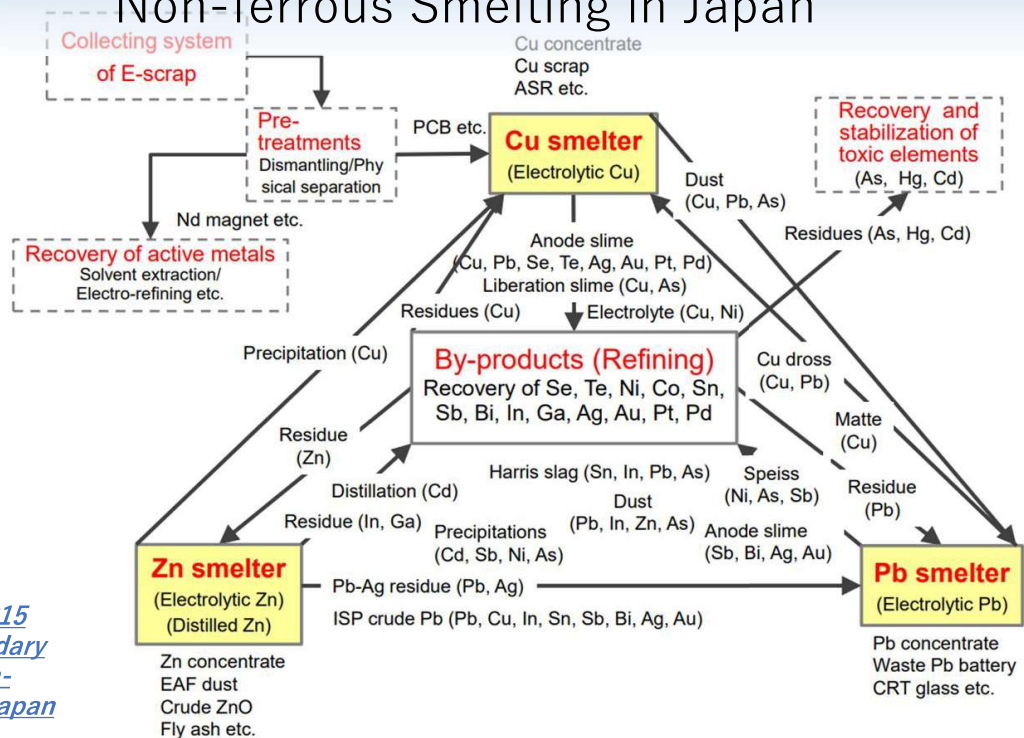 Non-Ferrous Smelting in Japan
Collecting system
of E-scrap
Cu concentrate
Cu scrap
ASR etc.
Pre-
treatments
Dismantling/Phy
sical separation
PCB etc.
Cu smelter
(Electrolytic Cu)
Recovery and
stabilization of
toxic elements
(As, Hg, Cd)
Dust
(Cu, Pb, As)
Nd magnet etc.
Residues (As, Hg, Cd)
Recovery of active metals
Solvent extraction/
Electro-refining etc.
Anode slime
(Cu, Pb, Se, Te, Ag, Au, Pt, Pd)
Liberation slime (Cu, As)
Residues (Cu)
Electrolyte (Cu, Ni)
Precipitation (Cu)
By-products (Refining)
Recovery of Se, Te, Ni, Co, Sn,
Sb, Bi, In, Ga, Ag, Au, Pt, Pd
Cu dross
(Cu, Pb)
Matte
(Cu)
Residue
(Zn)
Distillation (Cd)
Residue (In, Ga)
Harris slag (Sn, In, Pb, As)
Speiss
(Ni, As, Sb)
Residue
(Pb)
Dust
(Pb, In, Zn, As)
Precipitations
(Cd, Sb, Ni, As)
Anode slime
(Sb, Bi, Ag, Au)
Zn smelter
(Electrolytic Zn)
(Distilled Zn)
Pb-Ag residue (Pb, Ag)
ISP crude Pb (Pb, Cu, In, Sn, Sb, Bi, Ag, Au)
Pb smelter
(Electrolytic Pb)
Zn concentrate
EAF dust
Crude ZnO
Fly ash etc.
Pb concentrate
Waste Pb battery
CRT glass etc.
15
dary
apan